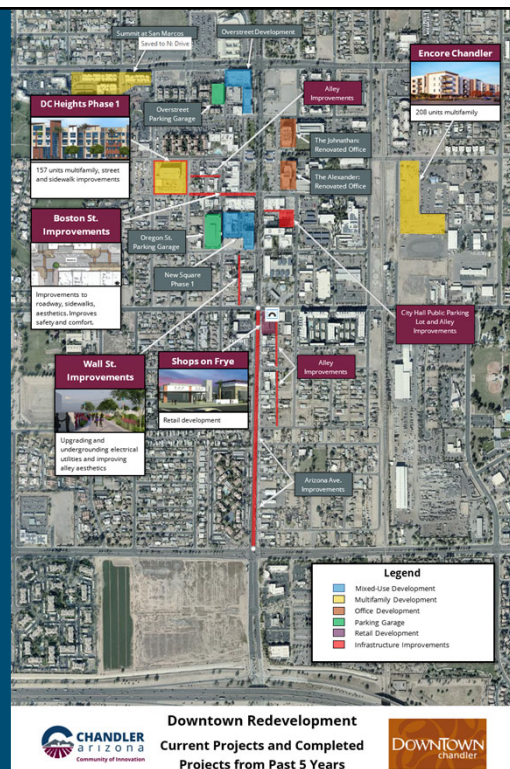 Summit at San Marcos
Saved to N: Drive
Overstreet Development
Encore Chandler
208 units multifamily
Alley
Improvements
DC Heights Phase 1
157 units multifamily, street
and sidewalk improvements
Overstreet
Parking Garage
The Johnathan:
Renovated Office
The Alexander:
Renovated Office
Boston St.
Improvements
Improvements to
roadway, sidewalks,
aesthetics. Improves
safety and comfort.
Oregon St.
Parking Garage
New Square
Phase 1
City Hall Public Parking
Lot and Alley
Improvements
Wall St.
Improvements
Upgrading and
undergrounding electrical
utilities and improving
alley aesthetics
Shops on Frye
Retail development
Alley
Improvements
Arizona Ave.
Improvements
Legend
Mixed-Use Development
Multifamily Development
Office Development
Parking Garage
Retail Development
Infrastructure Improvements
CHANDLER
arizona
Community of Innovation
Downtown Redevelopment
Current Projects and Completed
Projects from Past 5 Years
DOWNTOWN
chandler